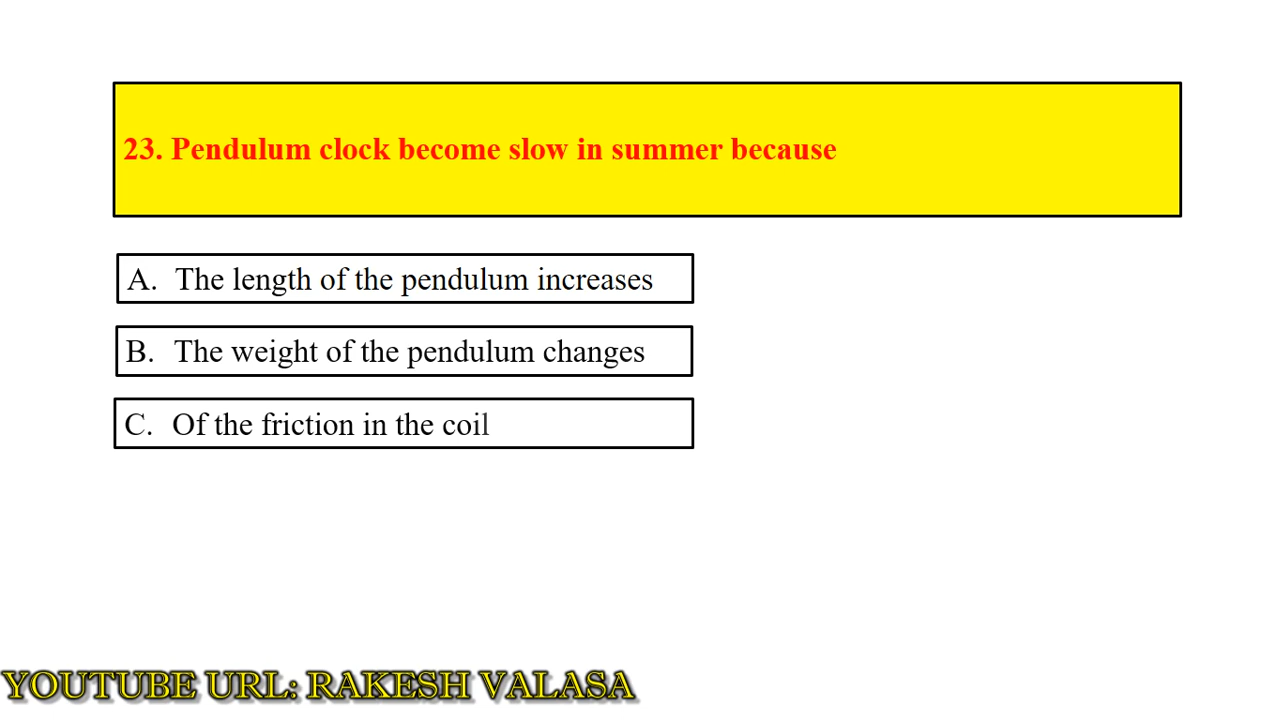 23. Pendulum clock become slow in summer because
A. The length of the pendulum increases
B. The weight of the pendulum changes
C. Of the friction in the coil
YOUTUBE URL: RAKESH VALASA